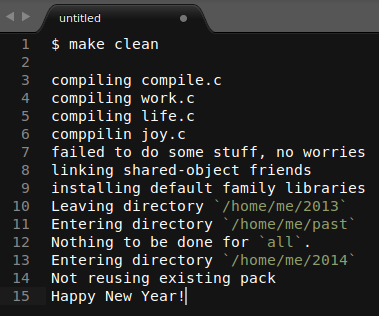 untitled
1 $ make clean
2
3 compiling compile.c
4 compiling work.c
5 compiling life.c
6 comppilin joy.c
7 failed to do some stuff, no worries
8 linking shared-object friends
9 installing default family libraries
10 Leaving directory `/home/me/2013`
11 Entering directory `/home/me/past`
12 Nothing to be done for `all`.
13 Entering directory `/home/me/2014`
14 Not reusing existing pack
15 Happy New Year!